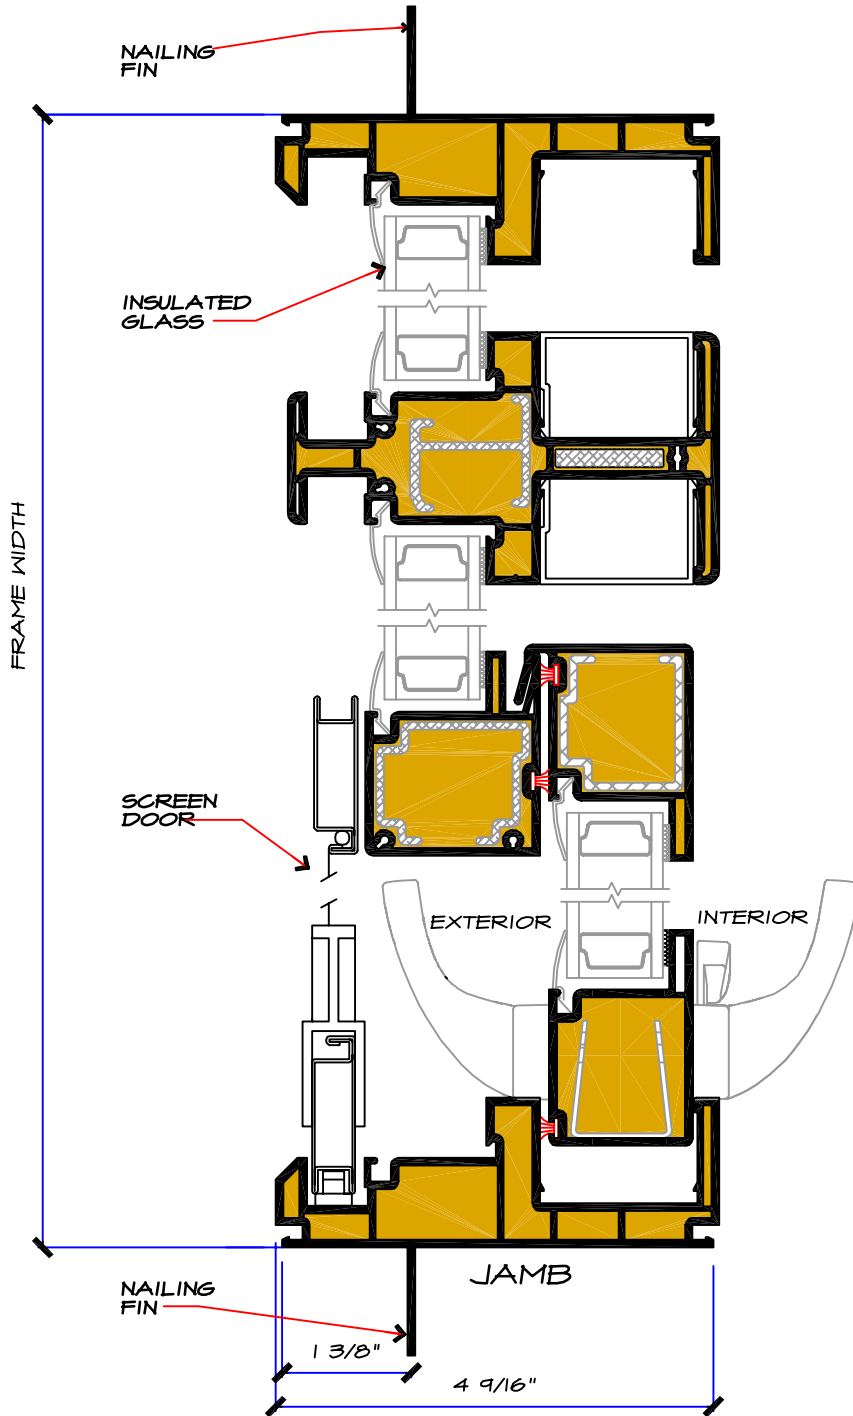 NAILING
FIN
INSULATED
GLASS
FRAME WIDTH
SCREEN
DOOR
EXTERIOR
INTERIOR
JAMB
NAILING
FIN
1 3/8"
4 9/16"